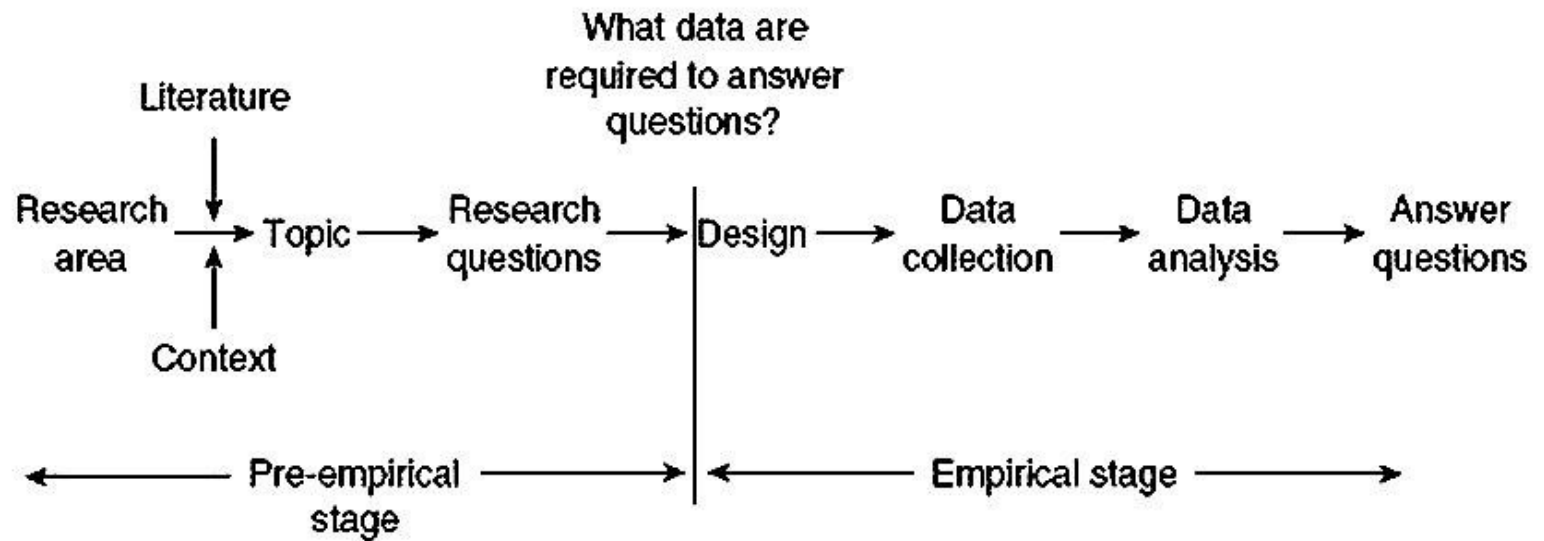 What data are
required to answer
questions?
Literature
Research
area
Topic
Research
questions
Design
Data
collection
Data
analysis
Answer
questions
Context
Pre-empirical
stage
Empirical stage